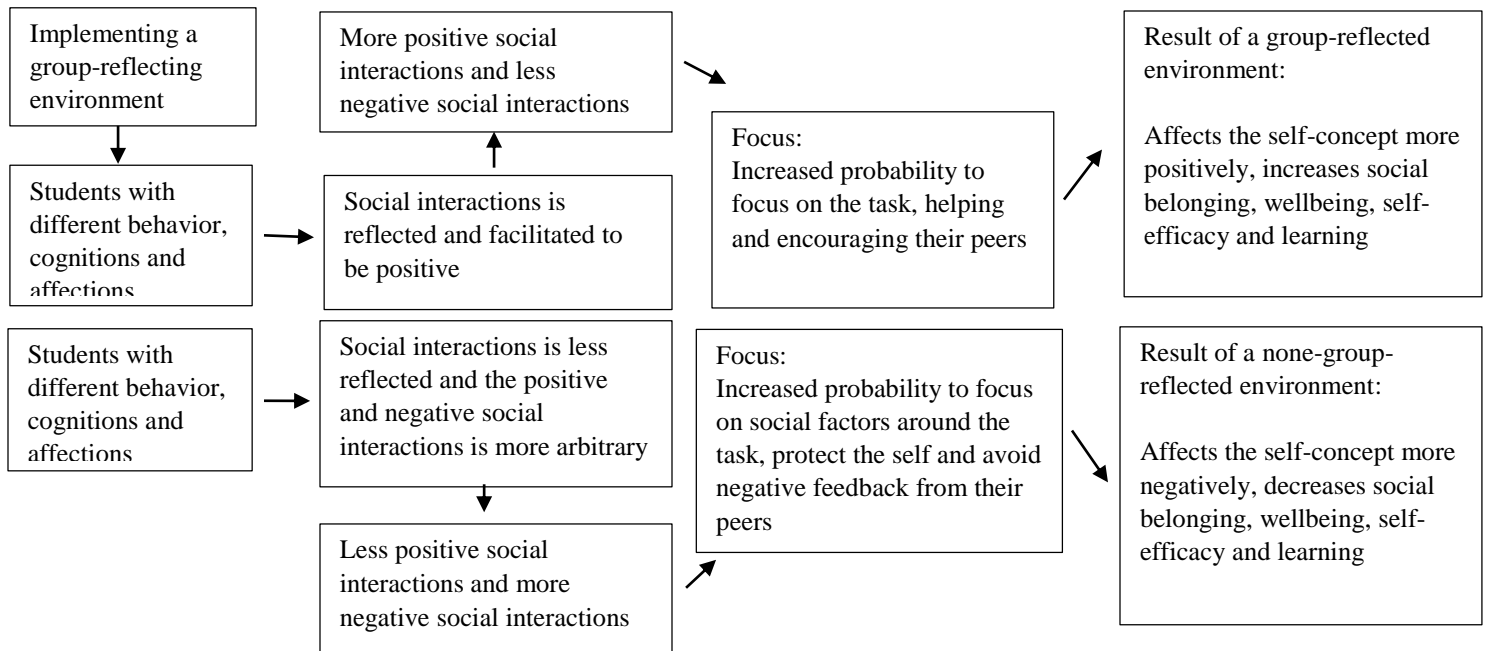 Implementing a
group-reflecting
environment
Students with
different behavior,
cognitions and
affections
More positive social
interactions and less
negative social interactions
Social interactions is
reflected and facilitated to
be positive
Focus:
Increased probability to
focus on the task, helping
and encouraging their peers
Result of a group-reflected
environment:
Affects the self-concept more
positively, increases social
belonging, wellbeing, self-
efficacy and learning
Students with
different behavior,
cognitions and
affections
Social interactions is less
reflected and the positive
and negative social
interactions is more arbitrary
Less positive social
interactions and more
negative social interactions
Focus:
Increased probability to focus
on social factors around the
task, protect the self and avoid
negative feedback from their
peers
Result of a none-group-
reflected environment:
Affects the self-concept more
negatively, decreases social
belonging, wellbeing, self-
efficacy and learning